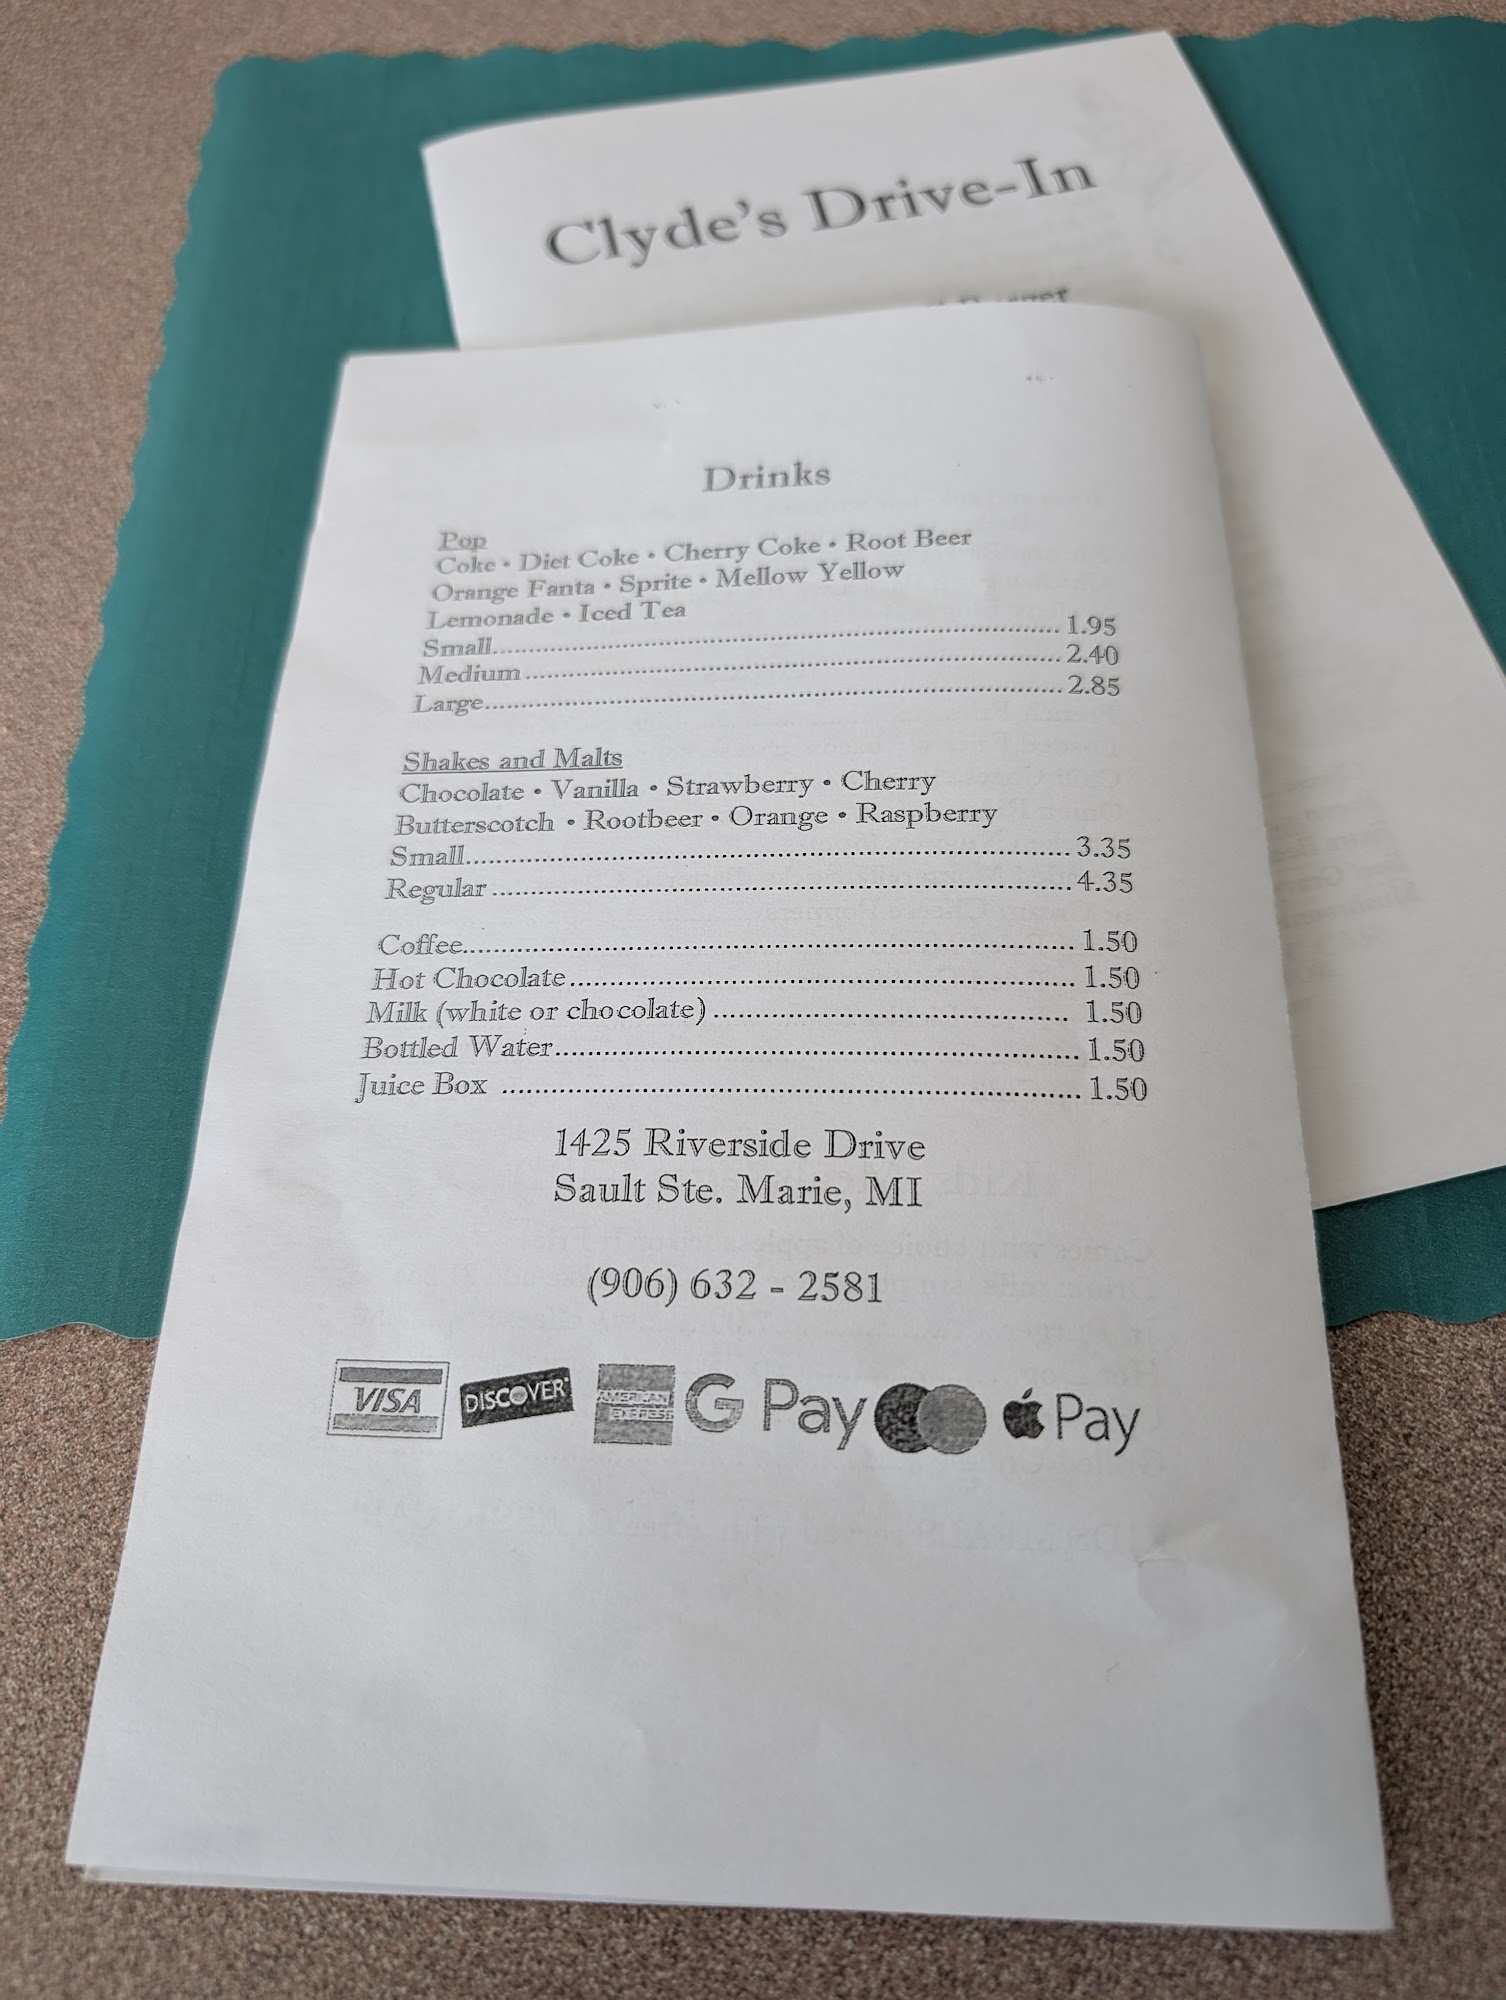 Clyde's Drive-In
Drinks
Pop
Coke • Diet Coke • Cherry Coke • Root Beer
Orange Fanta • Sprite • Mellow Yellow
Lemonade • Iced Tea
Small..........1.95
Medium..........2.40
Large..........2.85
Shakes and Malts
Chocolate • Vanilla • Strawberry • Cherry
Butterscotch • Rootbeer • Orange • Raspberry
Small..........3.35
Regular..........4.35
Coffee..........1.50
Hot Chocolate..........1.50
Milk (white or chocolate)..........1.50
Bottled Water..........1.50
Juice Box ..........1.50
1425 Riverside Drive
Sault Ste. Marie, MI
(906) 632 - 2581
VISA DISCOVER AMERICAN EXPRESS G Pay Pay